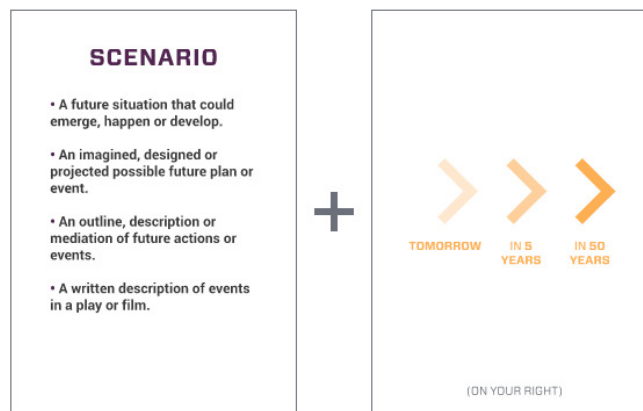 SCENARIO
• A future situation that could
emerge, happen or develop.
• An imagined, designed or
projected possible future plan or
event.
• An outline, description or
mediation of future actions or
events.
• A written description of events
in a play or film.
+
TOMORROW
IN 5
YEARS
IN 50
YEARS
(ON YOUR RIGHT)